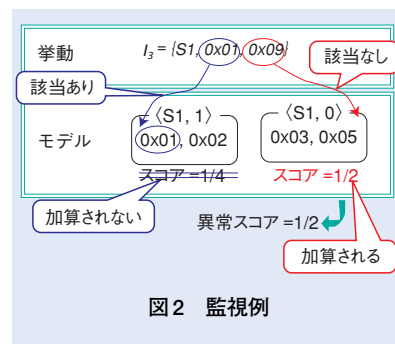 挙動
I₃ = {S1, 0x01, 0x09}
該当なし
該当あり
モデル
〈S1, 1〉
0x01, 0x02
スコア =1/4
〈S1, 0〉
0x03, 0x05
スコア =1/2
加算されない
異常スコア =1/2
加算される
図2 監視例